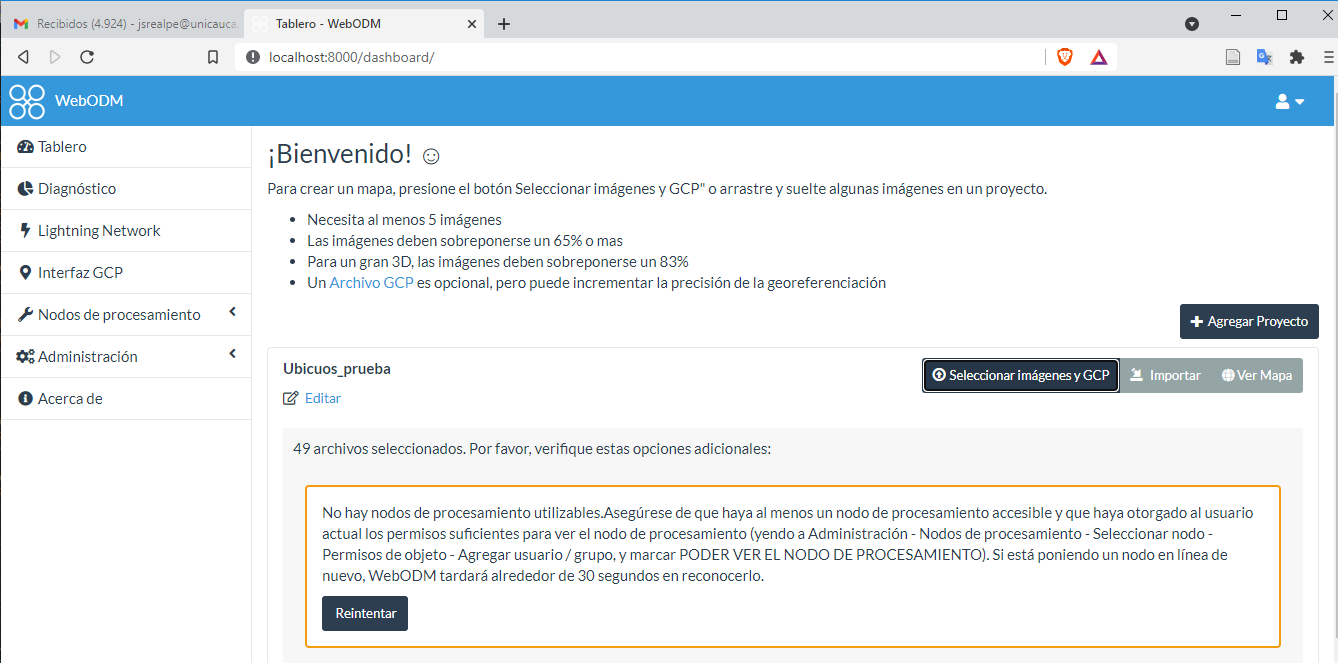 Recibidos (4.924) - jsrealpe@unicauca
Tablero - WebODM
localhost:8000/dashboard/
WebODM
Tablero
Diagnóstico
Lightning Network
Interfaz GCP
Nodos de procesamiento
Administración
Acerca de
¡Bienvenido!
Para crear un mapa, presione el botón Seleccionar imágenes y GCP" o arrastre y suelte algunas imágenes en un proyecto.
Necesita al menos 5 imágenes
Las imágenes deben sobreponerse un 65% o mas
Para un gran 3D, las imágenes deben sobreponerse un 83%
Un Archivo GCP es opcional, pero puede incrementar la precisión de la georeferenciación
Agregar Proyecto
Ubicuos_prueba
Seleccionar imágenes y GCP Importar Ver Mapa
Editar
49 archivos seleccionados. Por favor, verifique estas opciones adicionales:
No hay nodos de procesamiento utilizables.Asegúrese de que haya al menos un nodo de procesamiento accesible y que haya otorgado al usuario
actual los permisos suficientes para ver el nodo de procesamiento (yendo a Administración - Nodos de procesamiento - Seleccionar nodo -
Permisos de objeto - Agregar usuario / grupo, y marcar PODER VER EL NODO DE PROCESAMIENTO). Si está poniendo un nodo en línea de
nuevo, WebODM tardará alrededor de 30 segundos en reconocerlo.
Reintentar